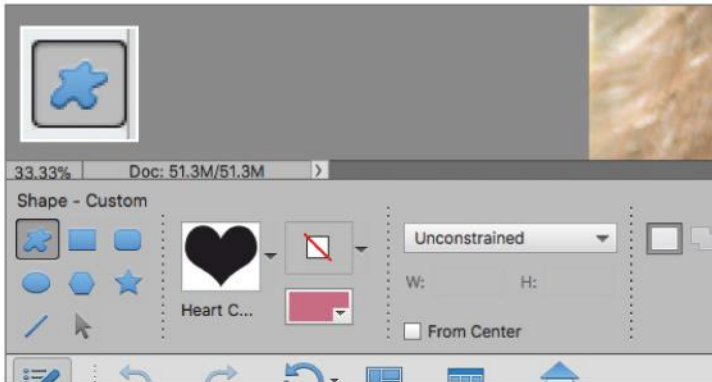 33.33%
Doc: 51.3M/51.3M
Shape - Custom
Unconstrained
W: H:
Heart C...
From Center